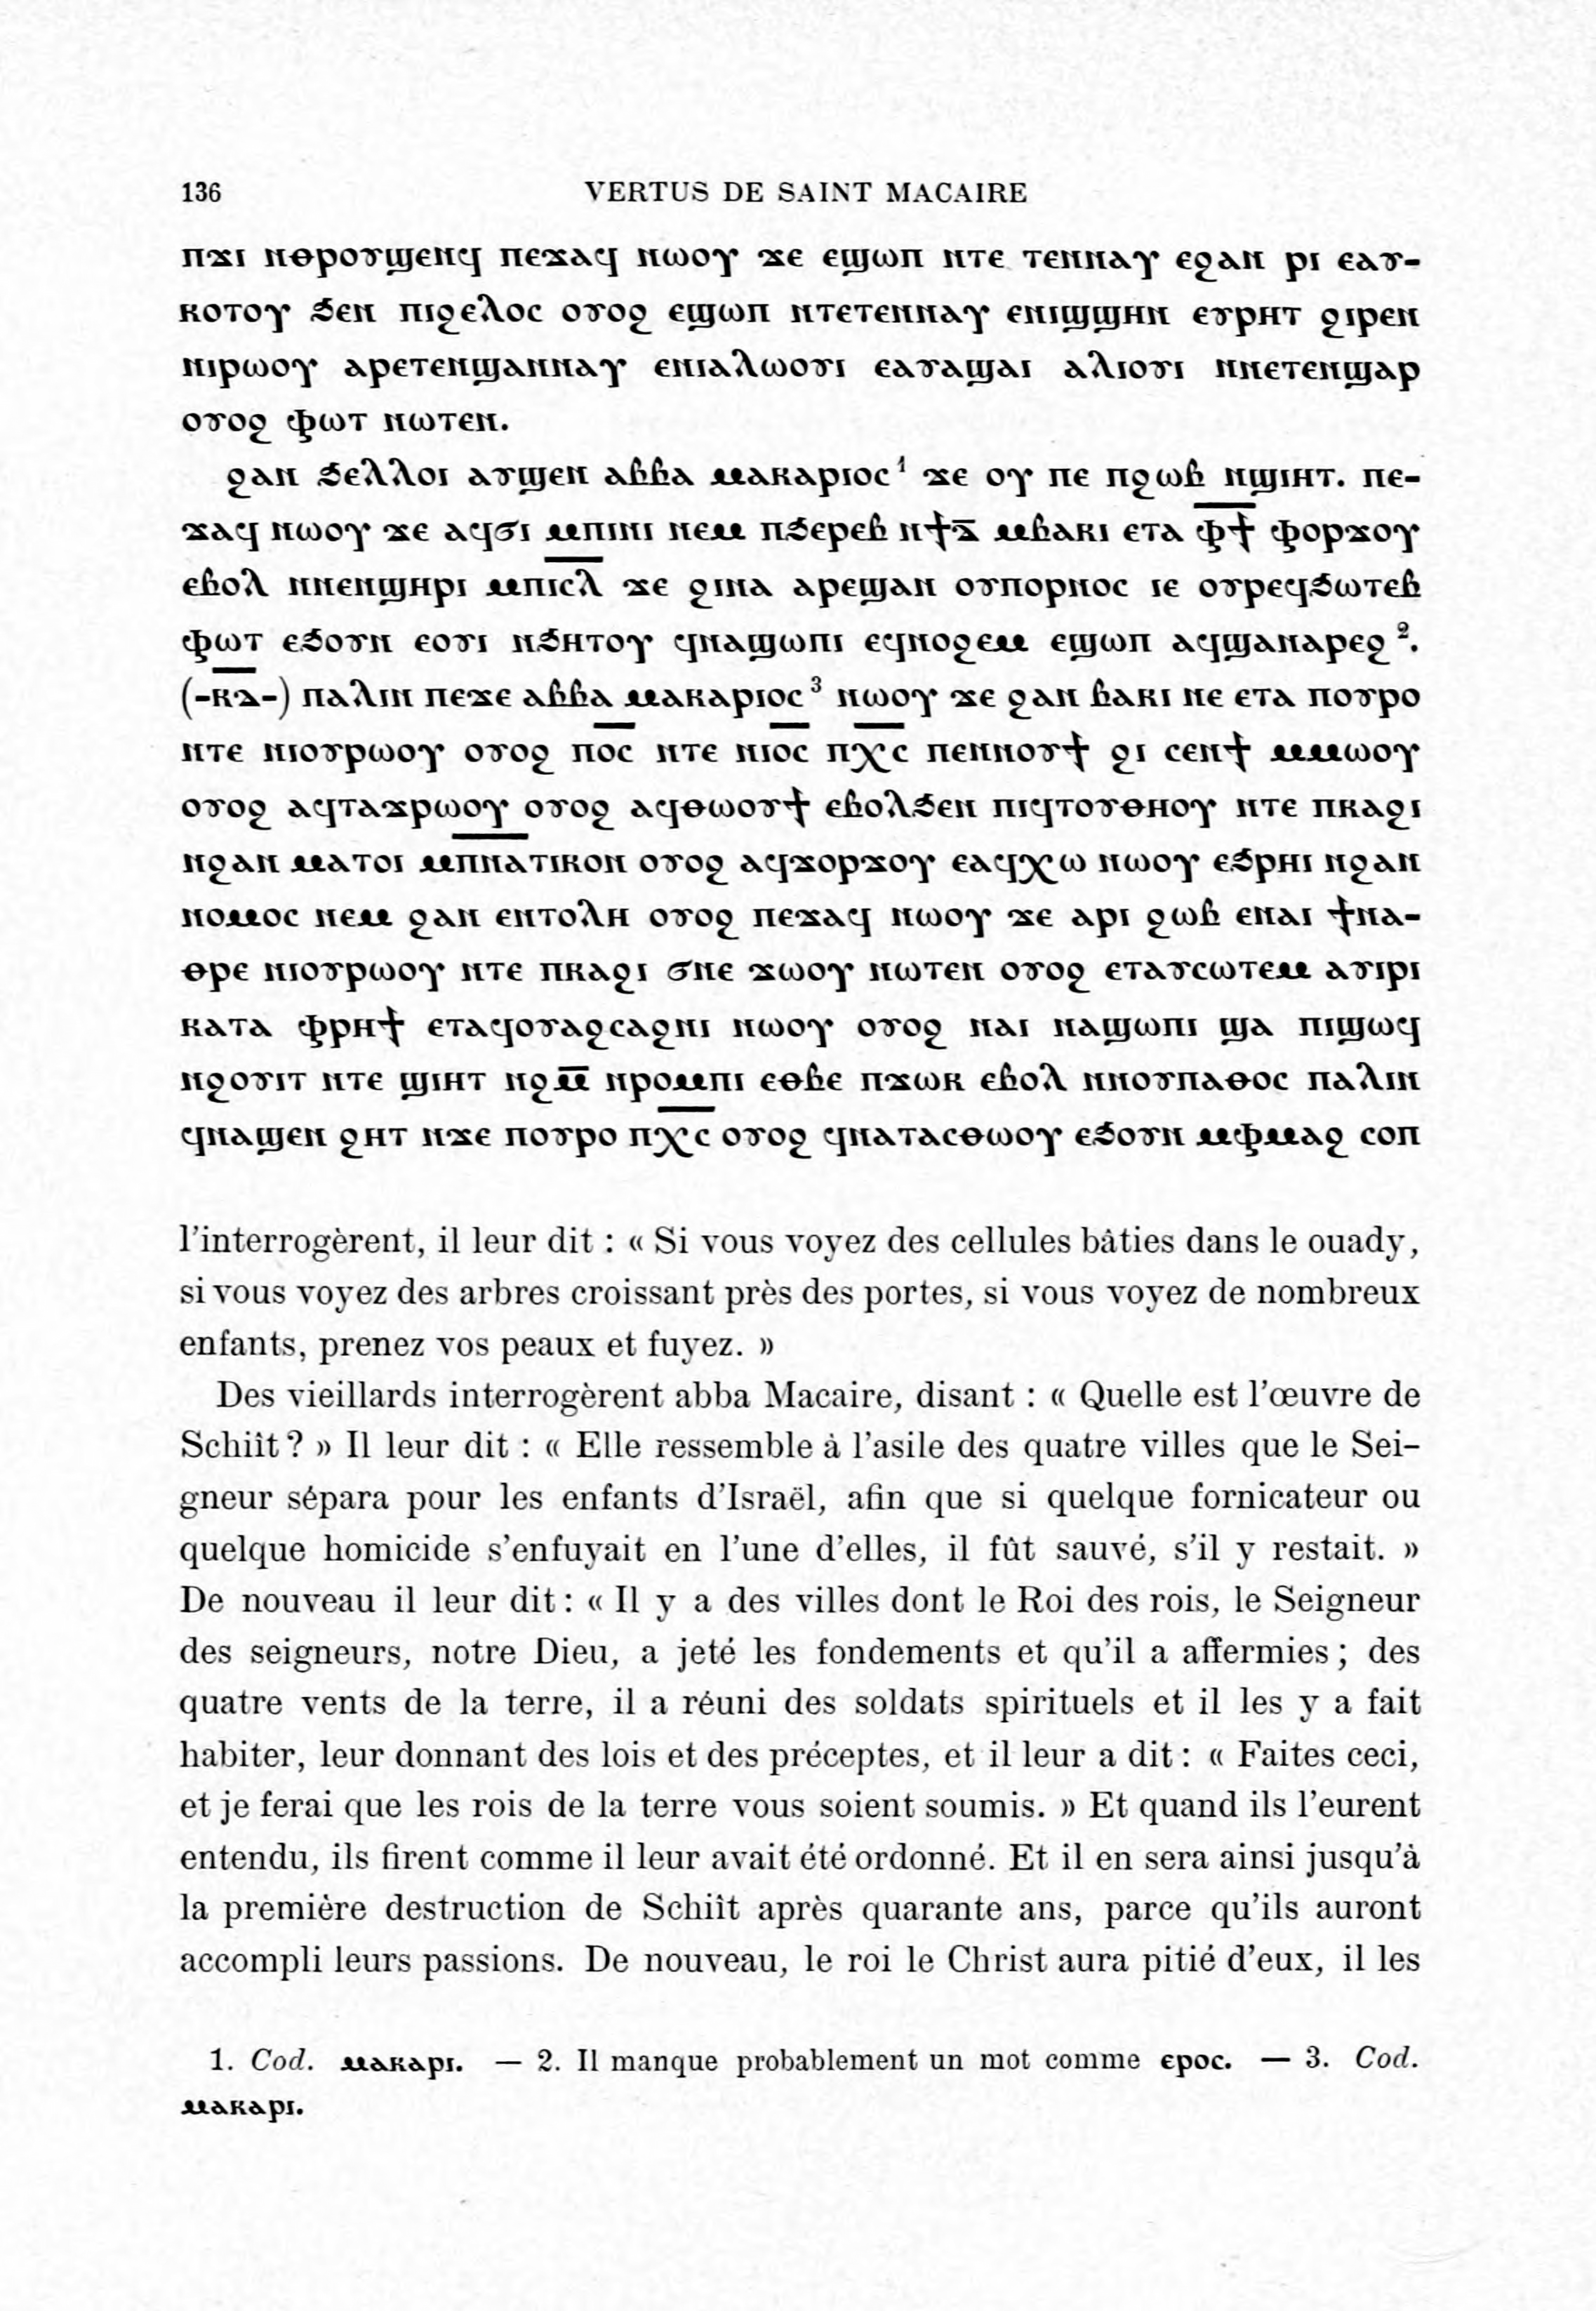 136 VERTUS DE SAINT MACAIRE
ⲡϫⲓ ⲛⲑⲣⲟⲩϣⲉⲛϥ ⲡⲉϫⲁϥ ⲛⲱⲟⲩ ϫⲉ ⲉϣⲱⲡ ⲛⲧⲉ ⲧⲉⲛⲛⲁⲩ ⲉϩⲁⲛ ⲣⲓ ⲉⲁⲩ-
ⲕⲟⲧⲟⲩ ϧⲉⲛ ⲡⲓϩⲉⲗⲟⲥ ⲟⲩⲟϩ ⲉϣⲱⲡ ⲛⲧⲉⲧⲉⲛⲛⲁⲩ ⲉⲛⲓϣϣⲏⲛ ⲉⲩⲣⲏⲧ ϩⲓⲣⲉⲛ
ⲛⲓⲣⲱⲟⲩ ⲁⲣⲉⲧⲉⲛϣⲁⲛⲛⲁⲩ ⲉⲛⲓⲁⲗⲱⲟⲩⲓ ⲉⲁⲩⲁϣⲁⲓ ⲁⲗⲓⲟⲩⲓ ⲛⲛⲉⲧⲉⲛϣⲁⲣ
ⲟⲩⲟϩ ⲫⲱⲧ ⲛⲱⲧⲉⲛ.
ϩⲁⲛ ϧⲉⲗⲗⲟⲓ ⲁⲩϣⲉⲛ ⲁⲃⲃⲁ ⲙⲁⲕⲁⲣⲓⲟⲥ¹ ϫⲉ ⲟⲩ ⲡⲉ ⲡϩⲱⲃ ⲛϣⲓⲏⲧ. ⲡⲉ-
ϫⲁϥ ⲛⲱⲟⲩ ϫⲉ ⲁϥϭⲓ ⲙⲡⲓⲛⲓ ⲛⲉⲙ ⲡϧⲉⲣⲉⲃ ⲛϯⲇ̅ ⲙⲃⲁⲕⲓ ⲉⲧⲁ ⲫ̅ϯ̅ ⲫⲟⲣϫⲟⲩ
ⲉⲃⲟⲗ ⲛⲛⲉⲛϣⲏⲣⲓ ⲙⲡⲓ̅ⲥ̅ⲗ̅ ϫⲉ ϩⲓⲛⲁ ⲁⲣⲉϣⲁⲛ ⲟⲩⲡⲟⲣⲛⲟⲥ ⲓⲉ ⲟⲩⲣⲉϥϧⲱⲧⲉⲃ
ⲫⲱⲧ ⲉϧⲟⲩⲛ ⲉⲟⲩⲓ ⲛϧⲏⲧⲟⲩ ϥⲛⲁϣⲱⲡⲓ ⲉϥⲛⲟϩⲉⲙ ⲉϣⲱⲡ ⲁϥϣⲁⲛⲁⲣⲉϩ².
(-ⲕ̅ⲇ̅-) ⲡⲁⲗⲓⲛ ⲡⲉϫⲉ ⲁⲃⲃⲁ ⲙⲁⲕⲁⲣⲓⲟⲥ³ ⲛⲱⲟⲩ ϫⲉ ϩⲁⲛ ⲃⲁⲕⲓ ⲛⲉ ⲉⲧⲁ ⲡⲟⲩⲣⲟ
ⲛⲧⲉ ⲛⲓⲟⲩⲣⲱⲟⲩ ⲟⲩⲟϩ ⲡⲟ̅ⲥ̅ ⲛⲧⲉ ⲛⲓⲟ̅ⲥ̅ ⲡⲭ̅ⲥ̅ ⲡⲉⲛⲛⲟⲩϯ ϩⲓ ⲥⲉⲛϯ ⲙⲙⲱⲟⲩ
ⲟⲩⲟϩ ⲁϥⲧⲁϫⲣⲱⲟⲩ ⲟⲩⲟϩ ⲁϥⲑⲱⲟⲩϯ ⲉⲃⲟⲗϧⲉⲛ ⲡⲓϥⲧⲟⲩⲑⲏⲟⲩ ⲛⲧⲉ ⲡⲕⲁϩⲓ
ⲛϩⲁⲛ ⲙⲁⲧⲟⲓ ⲙⲡ̅ⲛ̅ⲁ̅ⲧⲓⲕⲟⲛ ⲟⲩⲟϩ ⲁϥϫⲟⲣϫⲟⲩ ⲉⲁϥⲭⲱ ⲛⲱⲟⲩ ⲉϧⲣⲏⲓ ⲛϩⲁⲛ
ⲛⲟⲙⲟⲥ ⲛⲉⲙ ϩⲁⲛ ⲉⲛⲧⲟⲗⲏ ⲟⲩⲟϩ ⲡⲉϫⲁϥ ⲛⲱⲟⲩ ϫⲉ ⲁⲣⲓ ϩⲱⲃ ⲉⲛⲁⲓ ϯⲛⲁ-
ⲑⲣⲉ ⲛⲓⲟⲩⲣⲱⲟⲩ ⲛⲧⲉ ⲡⲕⲁϩⲓ ϭⲛⲉ ϫⲱⲟⲩ ⲛⲱⲧⲉⲛ ⲟⲩⲟϩ ⲉⲧⲁⲩⲥⲱⲧⲉⲙ ⲁⲩⲓⲣⲓ
ⲕⲁⲧⲁ ⲫⲣⲏϯ ⲉⲧⲁϥⲟⲩⲁϩⲥⲁϩⲛⲓ ⲛⲱⲟⲩ ⲟⲩⲟϩ ⲛⲁⲓ ⲛⲁϣⲱⲡⲓ ϣⲁ ⲡⲓϣⲱϥ
ⲛϩⲟⲩⲓⲧ ⲛⲧⲉ ϣⲓⲏⲧ ⲛϩⲙ̅ ⲛⲣⲟⲙⲡⲓ ⲉⲑⲃⲉ ⲡϫⲱⲕ ⲉⲃⲟⲗ ⲛⲛⲟⲩⲡⲁⲑⲟⲥ ⲡⲁⲗⲓⲛ
ϥⲛⲁϣⲉⲛ ϩⲏⲧ ⲛϫⲉ ⲡⲟⲩⲣⲟ ⲡⲭ̅ⲥ̅ ⲟⲩⲟϩ ϥⲛⲁⲧⲁⲥⲑⲱⲟⲩ ⲉϧⲟⲩⲛ ⲙⲫⲙⲁϩ ⲥⲟⲡ
l'interrogèrent, il leur dit : « Si vous voyez des cellules bâties dans le ouady,
si vous voyez des arbres croissant près des portes, si vous voyez de nombreux
enfants, prenez vos peaux et fuyez. »
Des vieillards interrogèrent abba Macaire, disant : « Quelle est l'œuvre de
Schiît ? » Il leur dit : « Elle ressemble à l'asile des quatre villes que le Sei-
gneur sépara pour les enfants d'Israël, afin que si quelque fornicateur ou
quelque homicide s'enfuyait en l'une d'elles, il fût sauvé, s'il y restait. »
De nouveau il leur dit : « Il y a des villes dont le Roi des rois, le Seigneur
des seigneurs, notre Dieu, a jeté les fondements et qu'il a affermies ; des
quatre vents de la terre, il a réuni des soldats spirituels et il les y a fait
habiter, leur donnant des lois et des préceptes, et il leur a dit : « Faites ceci,
et je ferai que les rois de la terre vous soient soumis. » Et quand ils l'eurent
entendu, ils firent comme il leur avait été ordonné. Et il en sera ainsi jusqu'à
la première destruction de Schiît après quarante ans, parce qu'ils auront
accompli leurs passions. De nouveau, le roi le Christ aura pitié d'eux, il les
1. Cod. ⲙⲁⲕⲁⲣⲓ. — 2. Il manque probablement un mot comme ⲉⲣⲟⲥ. — 3. Cod.
ⲙⲁⲕⲁⲣⲓ.